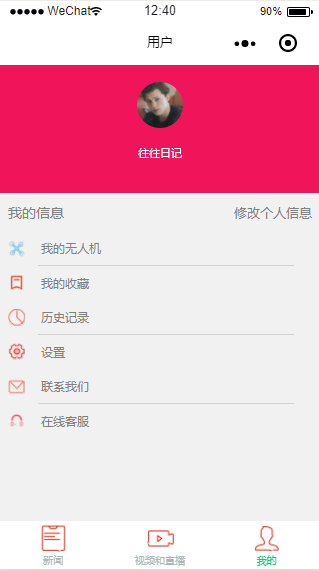 ●●●●● WeChat 12:40 90%
用户
往往日记
我的信息 修改个人信息
我的无人机
我的收藏
历史记录
设置
联系我们
在线客服
新闻 视频和直播 我的